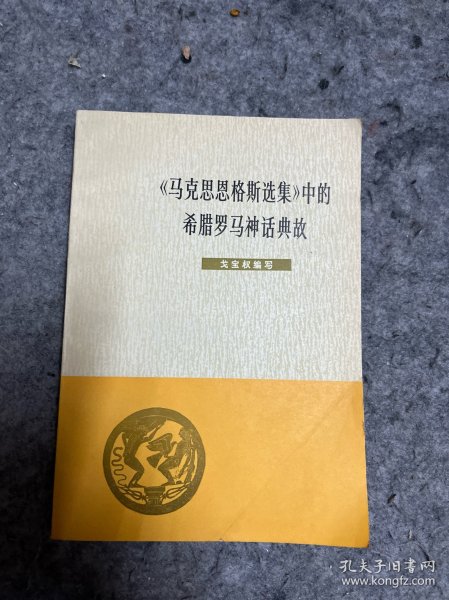 《马克思恩格斯选集》中的
希腊罗马神话典故
戈宝权编写
孔夫子旧书网
www.kongfz.com